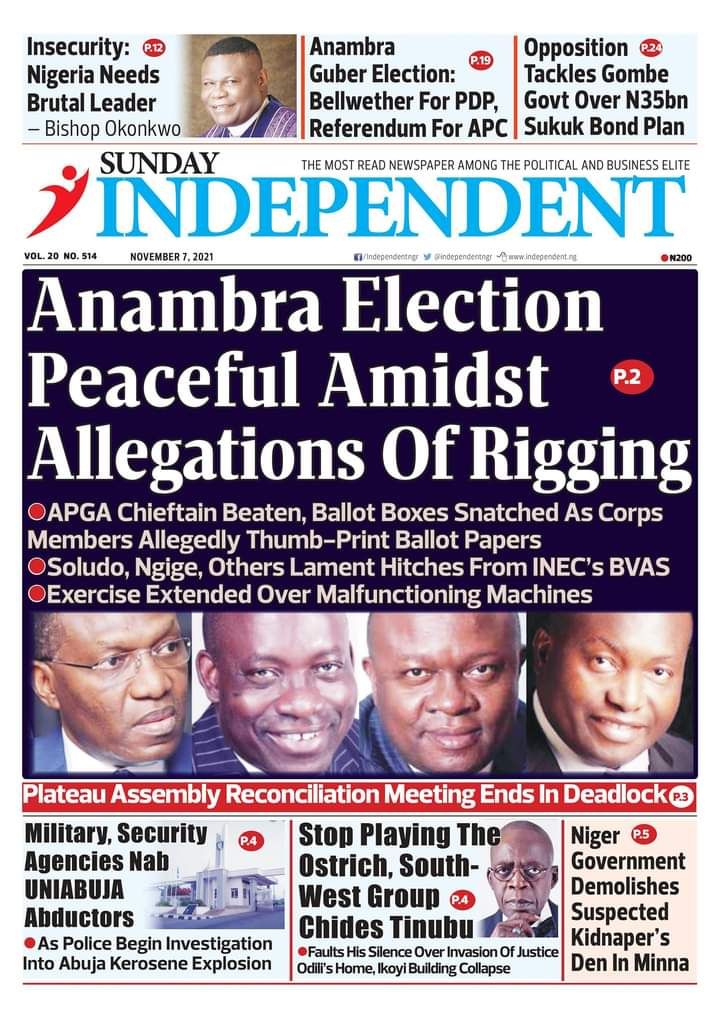 Insecurity: P.12
Nigeria Needs
Brutal Leader
– Bishop Okonkwo
Anambra
Guber Election: P.19
Bellwether For PDP,
Referendum For APC
Opposition P.24
Tackles Gombe
Govt Over N35bn
Sukuk Bond Plan
SUNDAY
THE MOST READ NEWSPAPER AMONG THE POLITICAL AND BUSINESS ELITE
INDEPENDENT
VOL. 20 NO. 514
NOVEMBER 7, 2021
/independentngr @independentngr www.independent.ng
N200
Anambra Election
Peaceful Amidst P.2
Allegations Of Rigging
APGA Chieftain Beaten, Ballot Boxes Snatched As Corps
Members Allegedly Thumb-Print Ballot Papers
Soludo, Ngige, Others Lament Hitches From INEC's BVAS
Exercise Extended Over Malfunctioning Machines
Plateau Assembly Reconciliation Meeting Ends In Deadlock P.3
Military, Security P.4
Agencies Nab
UNIABUJA
Abductors
As Police Begin Investigation
Into Abuja Kerosene Explosion
Stop Playing The
Ostrich, South-
West Group P.4
Chides Tinubu
Faults His Silence Over Invasion Of Justice
Odili's Home, Ikoyi Building Collapse
Niger P.5
Government
Demolishes
Suspected
Kidnaper's
Den In Minna